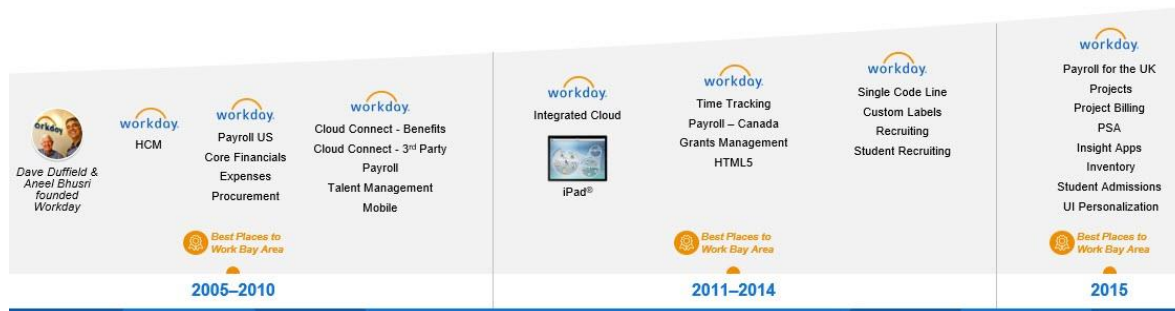 workday
Dave Duffield &
Aneel Bhusri
founded
Workday
workday.
HCM
workday.
Payroll US
Core Financials
Expenses
Procurement
workday.
Cloud Connect - Benefits
Cloud Connect - 3rd Party
Payroll
Talent Management
Mobile
Best Places to
Work Bay Area
2005–2010
workday.
Integrated Cloud
iPad®
workday.
Time Tracking
Payroll – Canada
Grants Management
HTML5
workday.
Single Code Line
Custom Labels
Recruiting
Student Recruiting
Best Places to
Work Bay Area
2011–2014
workday.
Payroll for the UK
Projects
Project Billing
PSA
Insight Apps
Inventory
Student Admissions
UI Personalization
Best Places to
Work Bay Area
2015